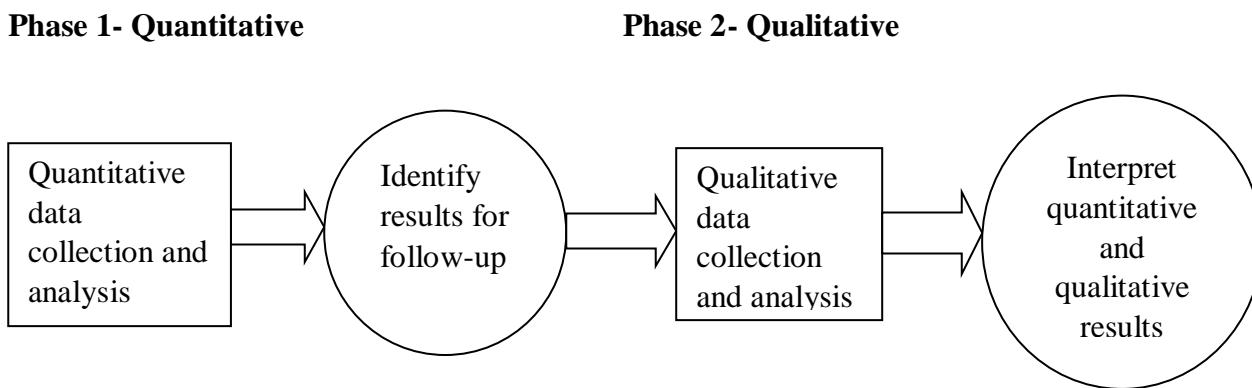 Phase 1- Quantitative
Phase 2- Qualitative
Quantitative
data
collection and
analysis
Identify
results for
follow-up
Qualitative
data
collection
and analysis
Interpret
quantitative
and
qualitative
results